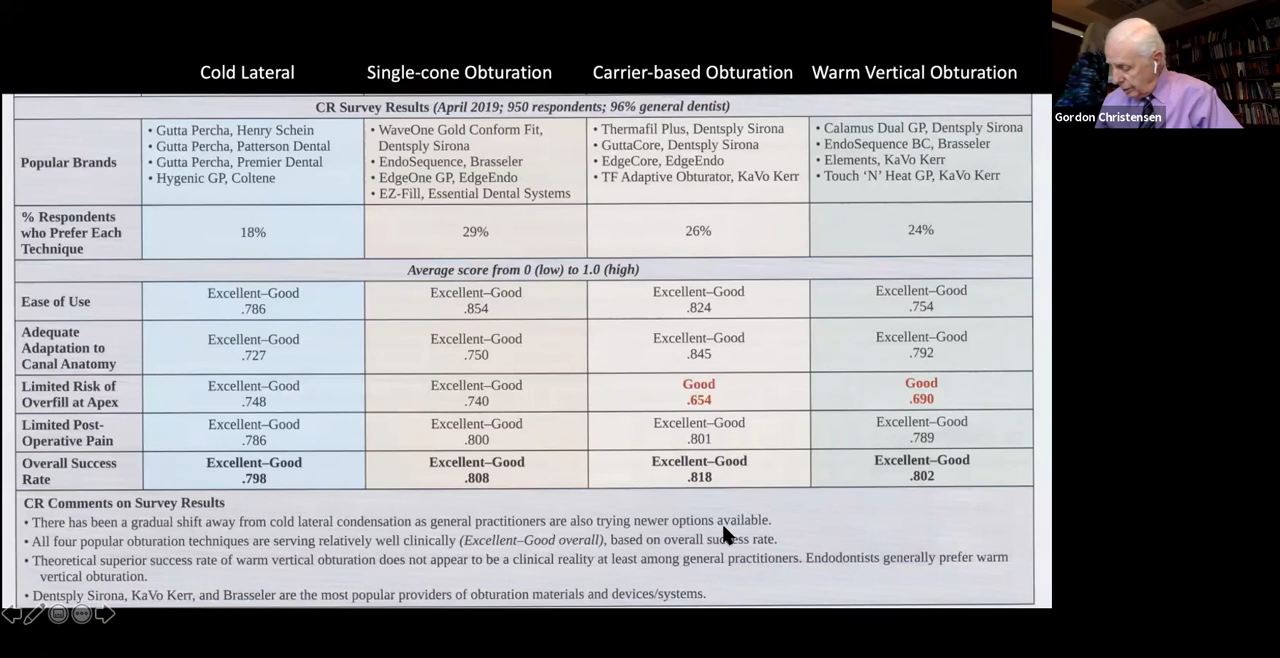 Cold Lateral
Single-cone Obturation
Carrier-based Obturation
Warm Vertical Obturation
Gordon Christensen
CR Survey Results (April 2019; 950 respondents; 96% general dentist)
Popular Brands
• Gutta Percha, Henry Schein
• Gutta Percha, Patterson Dental
• Gutta Percha, Premier Dental
• Hygenic GP, Coltene
• WaveOne Gold Conform Fit,
Dentsply Sirona
• EndoSequence, Brasseler
• EdgeOne GP, EdgeEndo
• EZ-Fill, Essential Dental Systems
• Thermafil Plus, Dentsply Sirona
• GuttaCore, Dentsply Sirona
• EdgeCore, EdgeEndo
• TF Adaptive Obturator, KaVo Kerr
• Calamus Dual GP, Dentsply Sirona
• EndoSequence BC, Brasseler
• Elements, KaVo Kerr
• Touch ‘N’ Heat GP, KaVo Kerr
% Respondents
who Prefer Each
Technique
18%
29%
26%
24%
Average score from 0 (low) to 1.0 (high)
Ease of Use
Excellent–Good
.786
Excellent–Good
.854
Excellent–Good
.824
Excellent–Good
.754
Adequate
Adaptation to
Canal Anatomy
Excellent–Good
.727
Excellent–Good
.750
Excellent–Good
.845
Excellent–Good
.792
Limited Risk of
Overfill at Apex
Excellent–Good
.748
Excellent–Good
.740
Good
.654
Good
.690
Limited Post-
Operative Pain
Excellent–Good
.786
Excellent–Good
.800
Excellent–Good
.801
Excellent–Good
.789
Overall Success
Rate
Excellent–Good
.798
Excellent–Good
.808
Excellent–Good
.818
Excellent–Good
.802
CR Comments on Survey Results
• There has been a gradual shift away from cold lateral condensation as general practitioners are also trying newer options available.
• All four popular obturation techniques are serving relatively well clinically (Excellent–Good overall), based on overall success rate.
• Theoretical superior success rate of warm vertical obturation does not appear to be a clinical reality at least among general practitioners. Endodontists generally prefer warm
vertical obturation.
• Dentsply Sirona, KaVo Kerr, and Brasseler are the most popular providers of obturation materials and devices/systems.